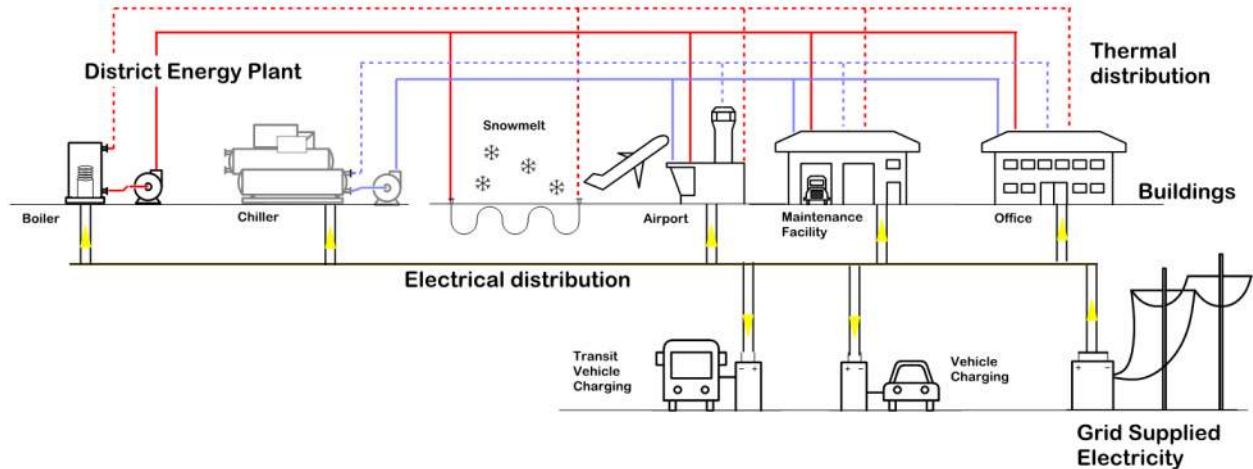 District Energy Plant
Thermal
distribution
Snowmelt
Boiler
Chiller
Airport
Maintenance
Facility
Office
Buildings
Electrical distribution
Transit
Vehicle
Charging
Vehicle
Charging
Grid Supplied
Electricity